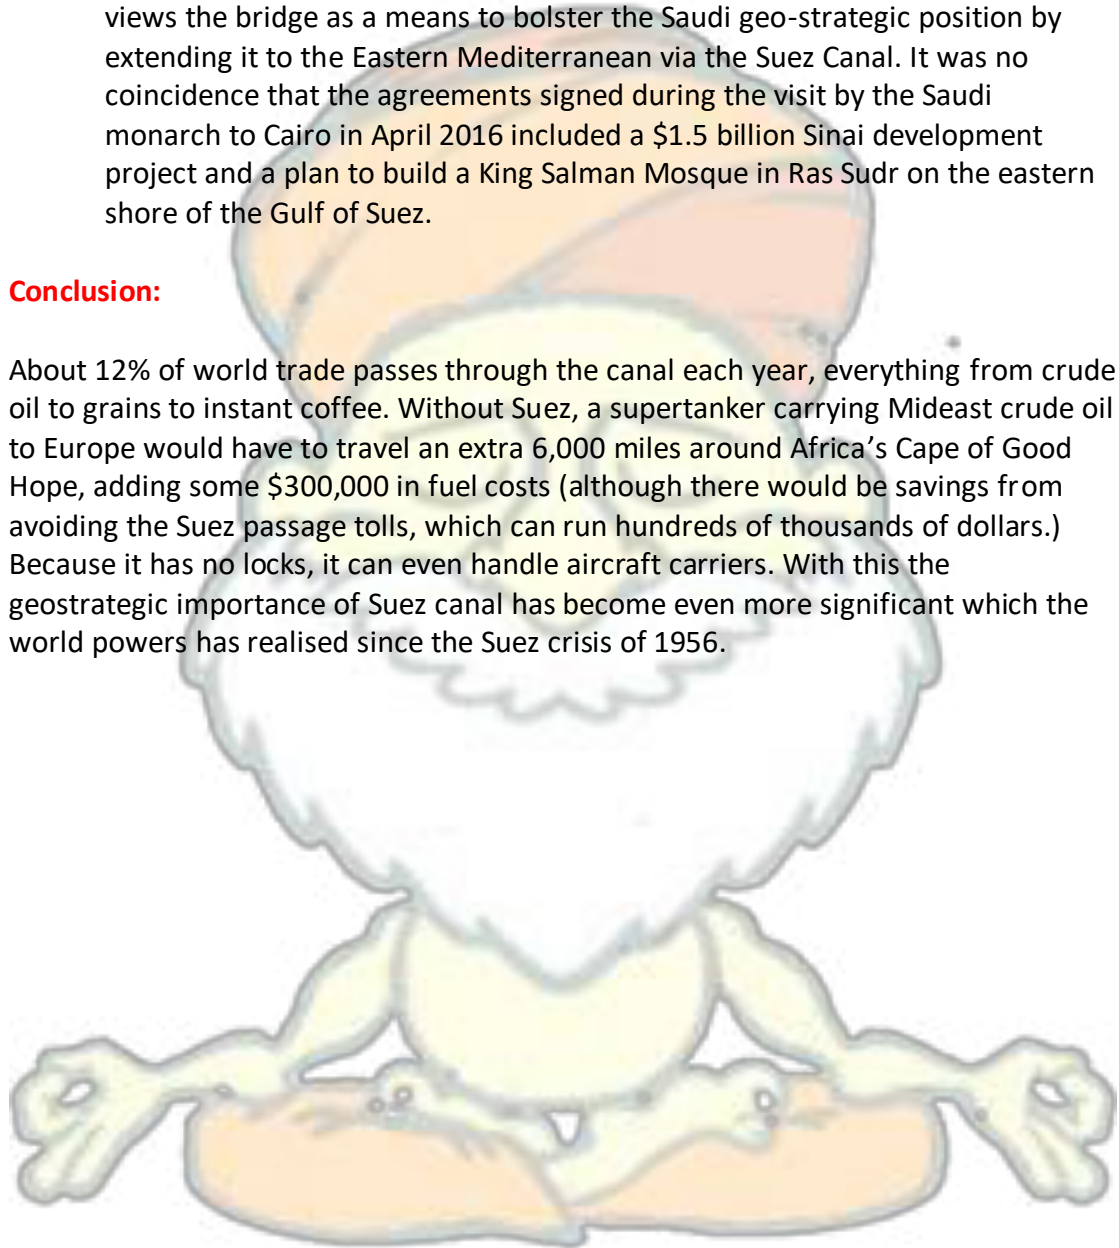 views the bridge as a means to bolster the Saudi geo-strategic position by
extending it to the Eastern Mediterranean via the Suez Canal. It was no
coincidence that the agreements signed during the visit by the Saudi
monarch to Cairo in April 2016 included a $1.5 billion Sinai development
project and a plan to build a King Salman Mosque in Ras Sudr on the eastern
shore of the Gulf of Suez.
Conclusion:
About 12% of world trade passes through the canal each year, everything from crude
oil to grains to instant coffee. Without Suez, a supertanker carrying Mideast crude oil
to Europe would have to travel an extra 6,000 miles around Africa’s Cape of Good
Hope, adding some $300,000 in fuel costs (although there would be savings from
avoiding the Suez passage tolls, which can run hundreds of thousands of dollars.)
Because it has no locks, it can even handle aircraft carriers. With this the
geostrategic importance of Suez canal has become even more significant which the
world powers has realised since the Suez crisis of 1956.